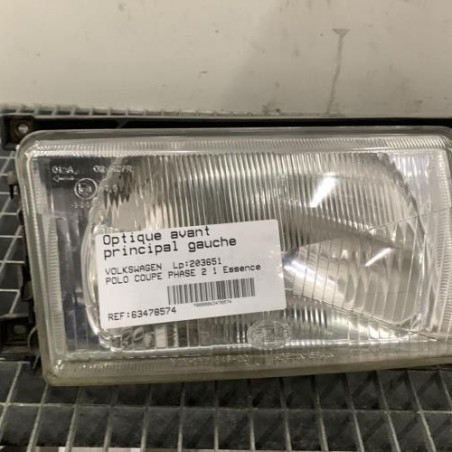 Optique avant
principal gauche
VOLKSWAGEN Lp:203651
POLO COUPE PHASE 2 1 Essence
REF:63478574